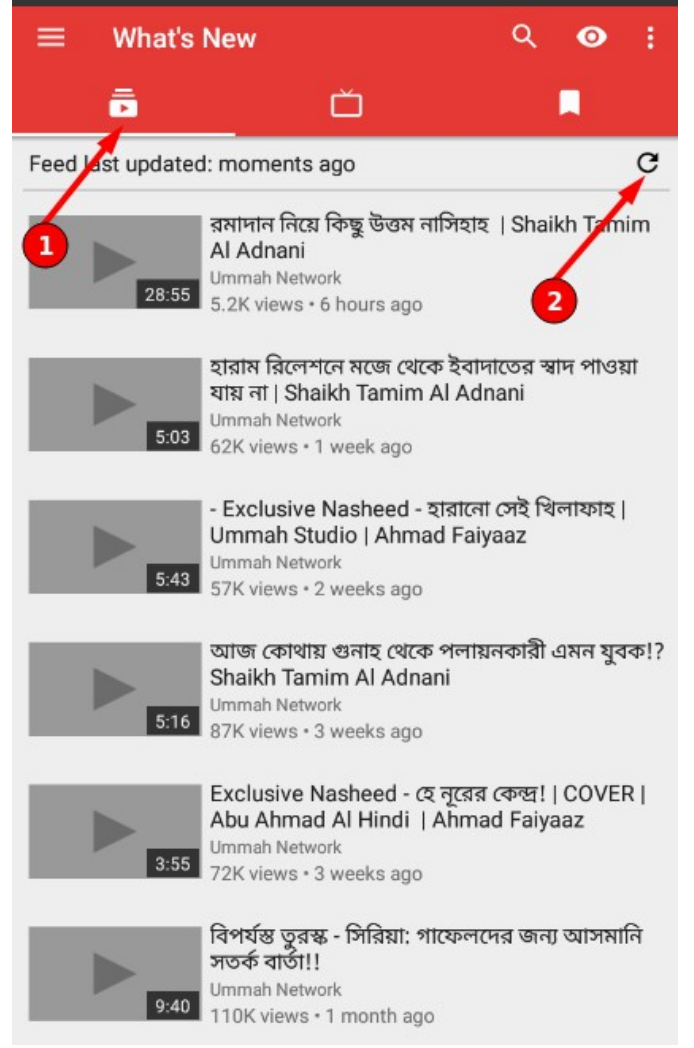 What's New
Feed last updated: moments ago
1
2
রমাদান নিয়ে কিছু উত্তম নাসিহাহ | Shaikh Tamim
Al Adnani
Ummah Network
28:55
5.2K views • 6 hours ago
হারাম রিলেশনে মজে থেকে ইবাদাতের স্বাদ পাওয়া
যায় না | Shaikh Tamim Al Adnani
Ummah Network
5:03
62K views • 1 week ago
- Exclusive Nasheed - হারানো সেই খিলাফাহ |
Ummah Studio | Ahmad Faiyaaz
Ummah Network
5:43
57K views • 2 weeks ago
আজ কোথায় গুনাহ থেকে পলায়নকারী এমন যুবক!?
Shaikh Tamim Al Adnani
Ummah Network
5:16
87K views • 3 weeks ago
Exclusive Nasheed - হে নূরের কেন্দ্র! | COVER |
Abu Ahmad Al Hindi | Ahmad Faiyaaz
Ummah Network
3:55
72K views • 3 weeks ago
বিপর্যস্ত তুরস্ক - সিরিয়া: গাফেলদের জন্য আসমানি
সতর্ক বার্তা!!
Ummah Network
9:40
110K views • 1 month ago